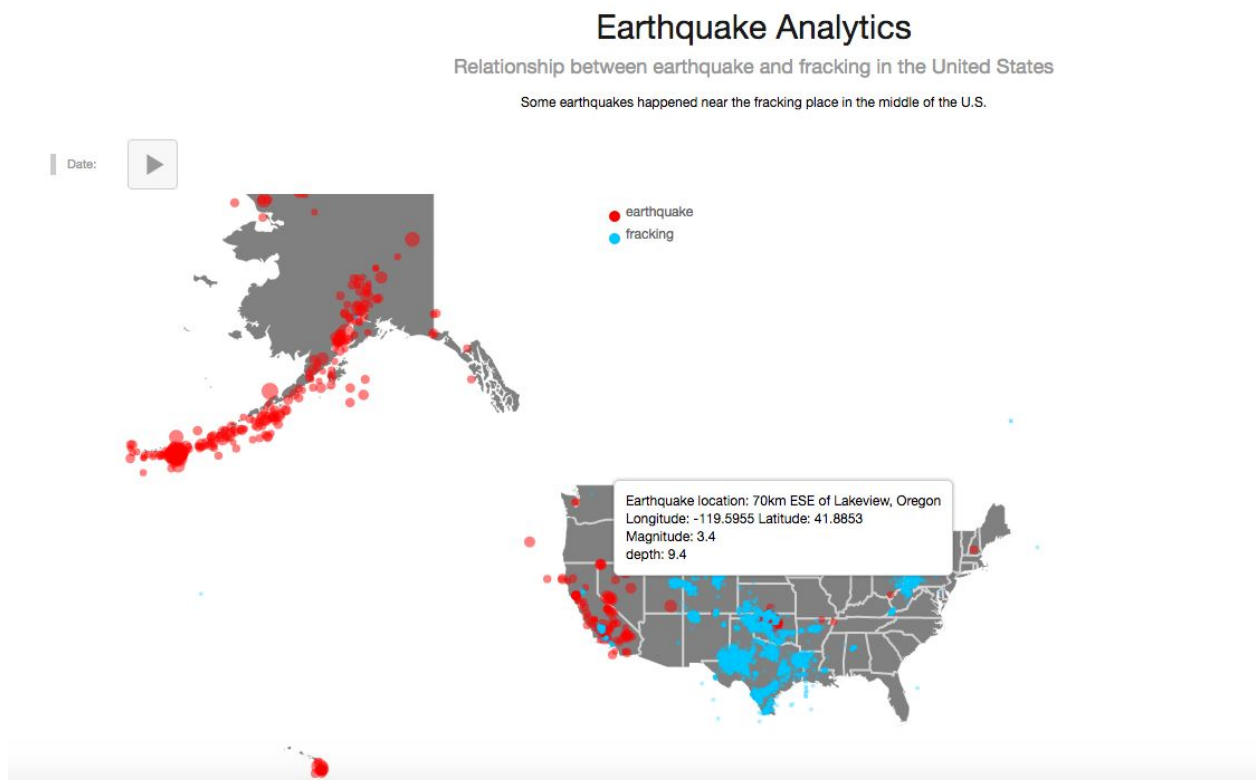 Earthquake Analytics
Relationship between earthquake and fracking in the United States
Some earthquakes happened near the fracking place in the middle of the U.S.
Date:
earthquake
fracking
Earthquake location: 70km ESE of Lakeview, Oregon
Longitude: -119.5955 Latitude: 41.8853
Magnitude: 3.4
depth: 9.4